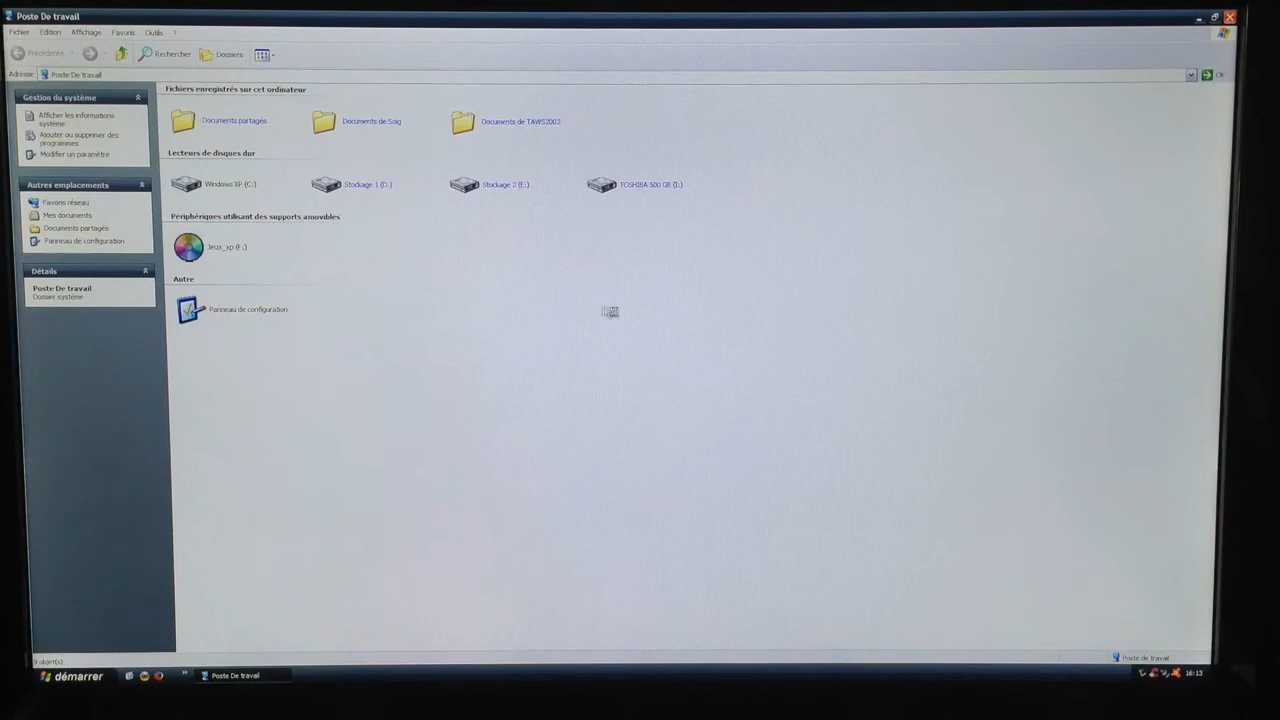 Poste De travail
Fichier Edition Affichage Favoris Outils ?
Précédente Rechercher Dossiers
Adresse Poste De travail OK
Gestion du système
Afficher les informations
système
Ajouter ou supprimer des
programmes
Modifier un paramètre
Autres emplacements
Favoris réseau
Mes documents
Documents partagés
Panneau de configuration
Détails
Poste De travail
Dossier système
Fichiers enregistrés sur cet ordinateur
Documents partagés Documents de Soig Documents de TAWS2003
Lecteurs de disques dur
Windows XP (C:) Stockage 1 (D:) Stockage 2 (E:) TOSHIBA 500 GB (I:)
Périphériques utilisant des supports amovibles
Jeux_xp (F:)
Autre
Panneau de configuration
9 objet(s) Poste de travail
démarrer Poste De travail 16:13